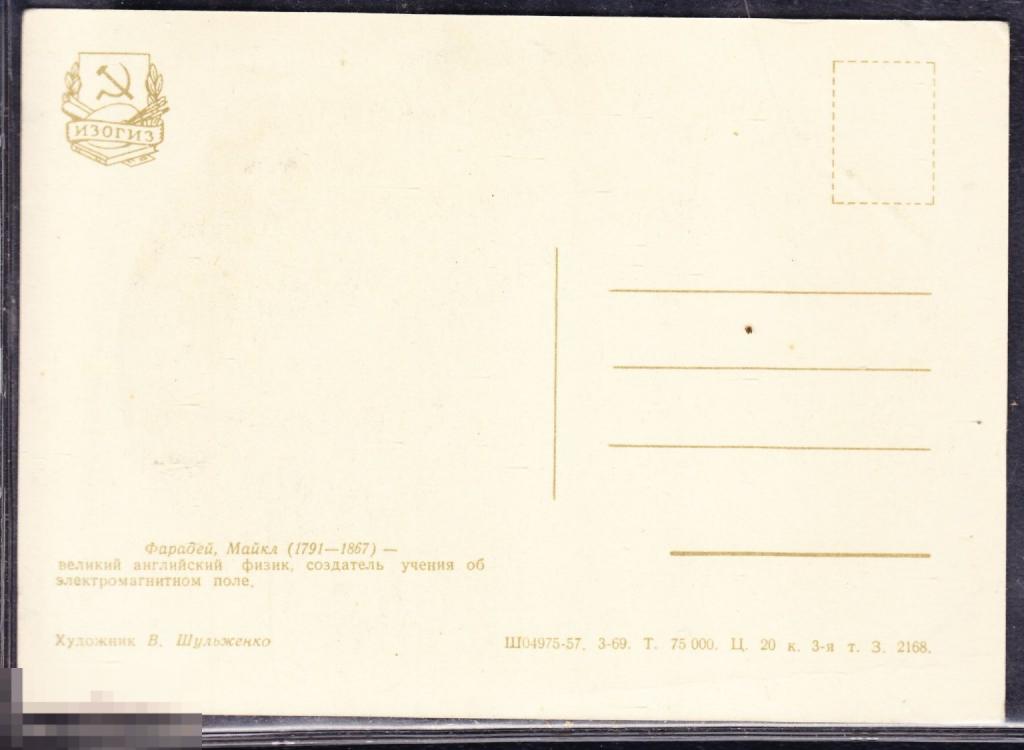 ИЗОГИЗ
Фарадей, Майкл (1791—1867) —
великий английский физик, создатель учения об
электромагнитном поле.
Художник В. Шульженко
Ш04975-57. 3-69. Т. 75 000. Ц. 20 к. 3-я т. З. 2168.